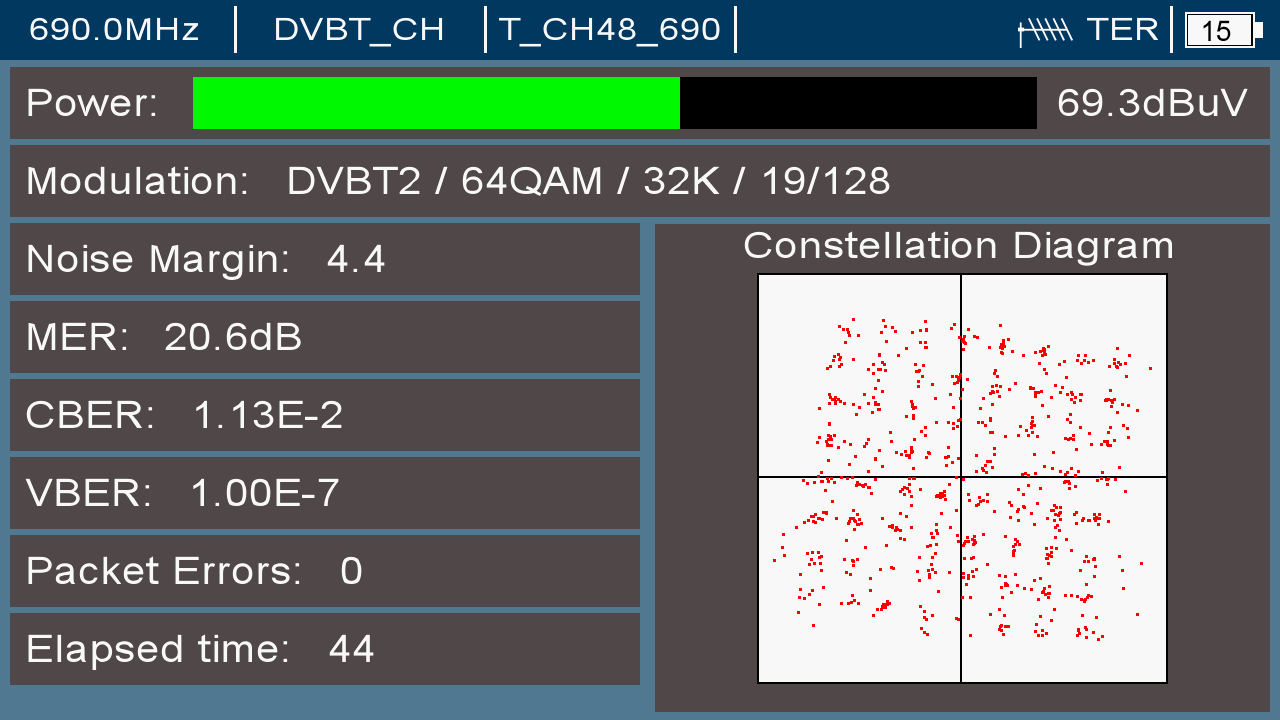 690.0MHz DVBT_CH T_CH48_690 TER 15
Power: 69.3dBuV
Modulation: DVBT2 / 64QAM / 32K / 19/128
Noise Margin: 4.4
Constellation Diagram
MER: 20.6dB
CBER: 1.13E-2
VBER: 1.00E-7
Packet Errors: 0
Elapsed time: 44